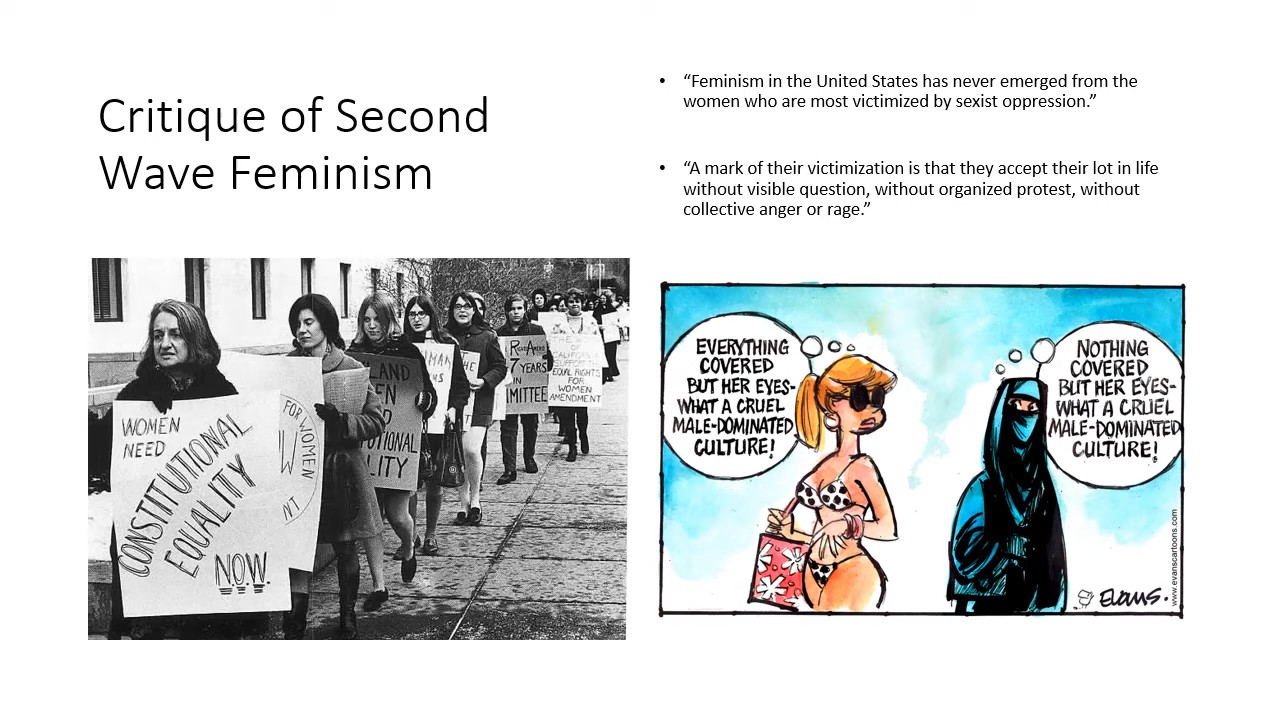 Critique of Second
Wave Feminism
• “Feminism in the United States has never emerged from the
women who are most victimized by sexist oppression.”
• “A mark of their victimization is that they accept their lot in life
without visible question, without organized protest, without
collective anger or rage.”
WOMEN
NEED
CONSTITUTIONAL
EQUALITY
NOW
FOR WOMEN
7 YEARS
IN
EQUAL RIGHTS
FOR
WOMEN
AMENDMENT
EVERYTHING
COVERED
BUT HER EYES-
WHAT A CRUEL
MALE-DOMINATED
CULTURE!
NOTHING
COVERED
BUT HER EYES-
WHAT A CRUEL
MALE-DOMINATED
CULTURE!
www.evanscartoons.com
EVANS.